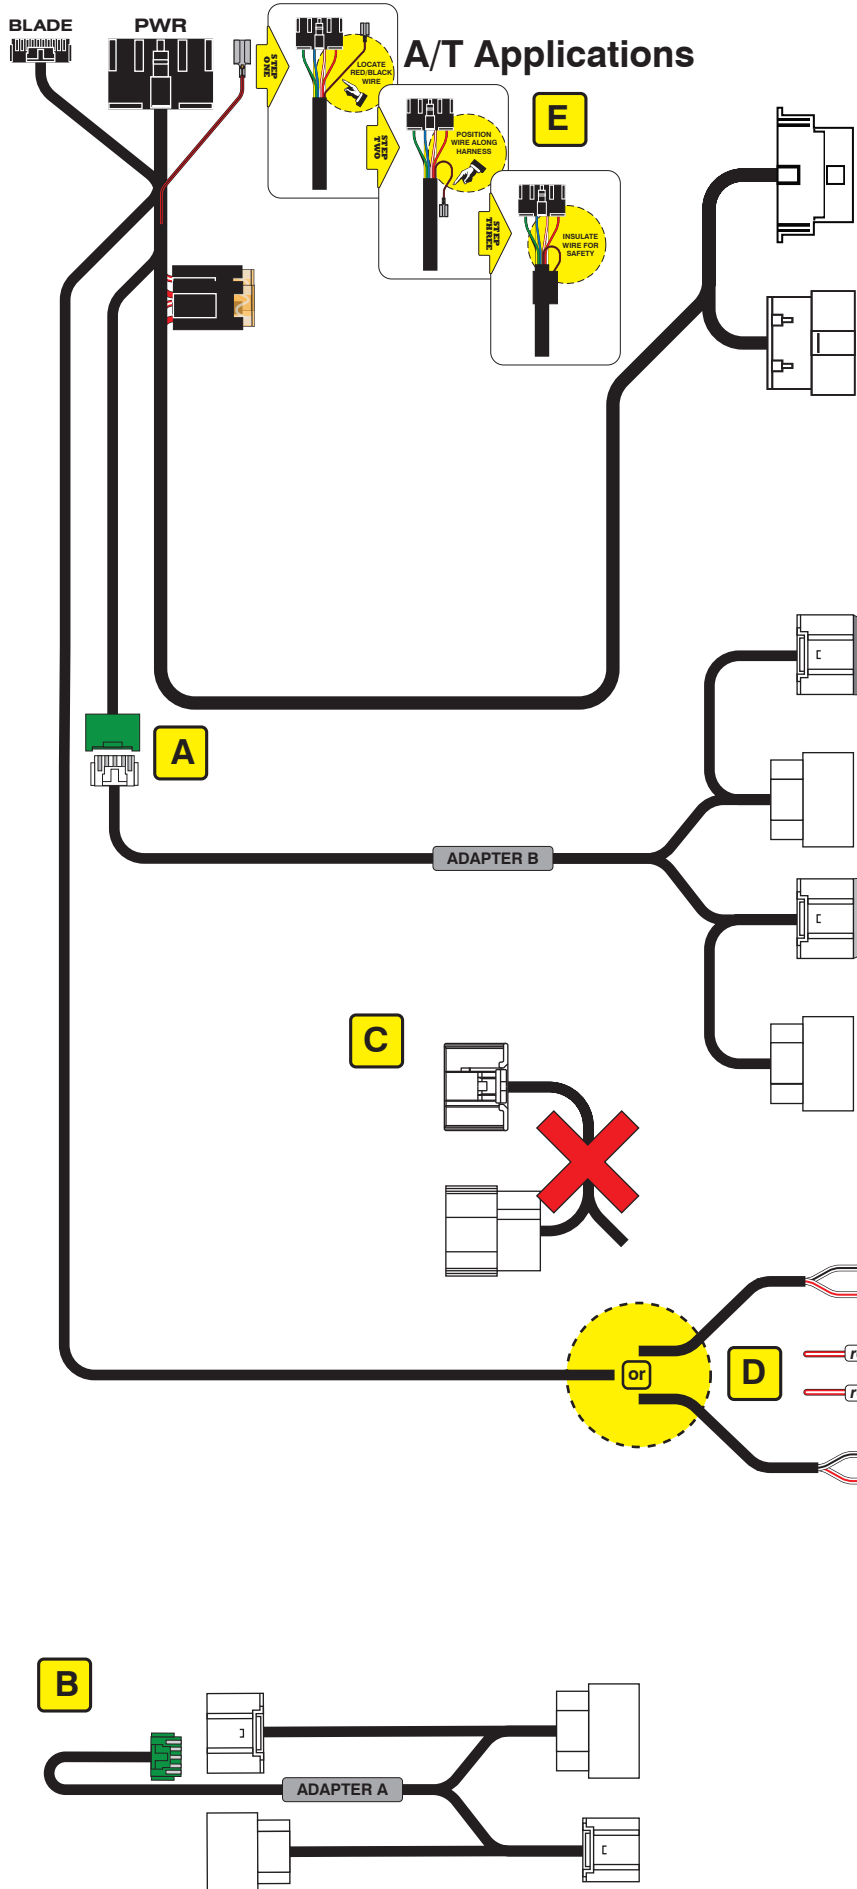 BLADE
PWR
A/T Applications
STEP
ONE
LOCATE
RED/BLACK
WIRE
E
STEP
TWO
POSITION
WIRE ALONG
HARNESS
STEP
THREE
INSULATE
WIRE FOR
SAFETY
A
ADAPTER B
C
or
D
B
ADAPTER A